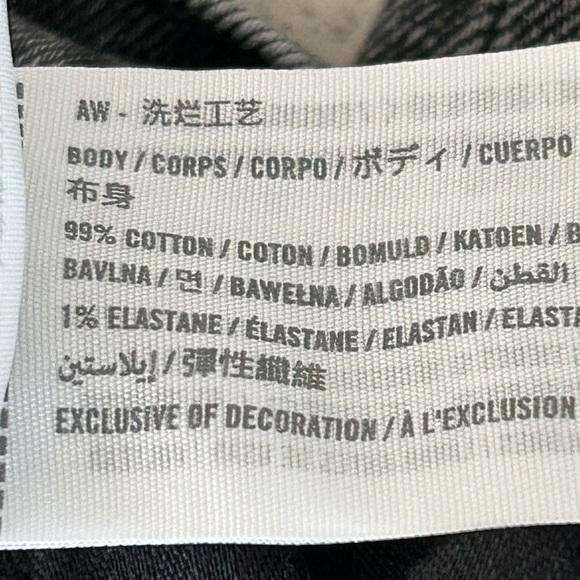 AW - 洗烂工艺
BODY / CORPS / CORPO / ボディ / CUERPO
布身
99% COTTON / COTON / BOMULD / KATOEN / B
BAVLNA / 면 / BAWEŁNA / ALGODÃO / القطن
1% ELASTANE / ÉLASTANE / ELASTAN / ELASTA
إيلاستين / 彈性纖維
EXCLUSIVE OF DECORATION / À L'EXCLUSION